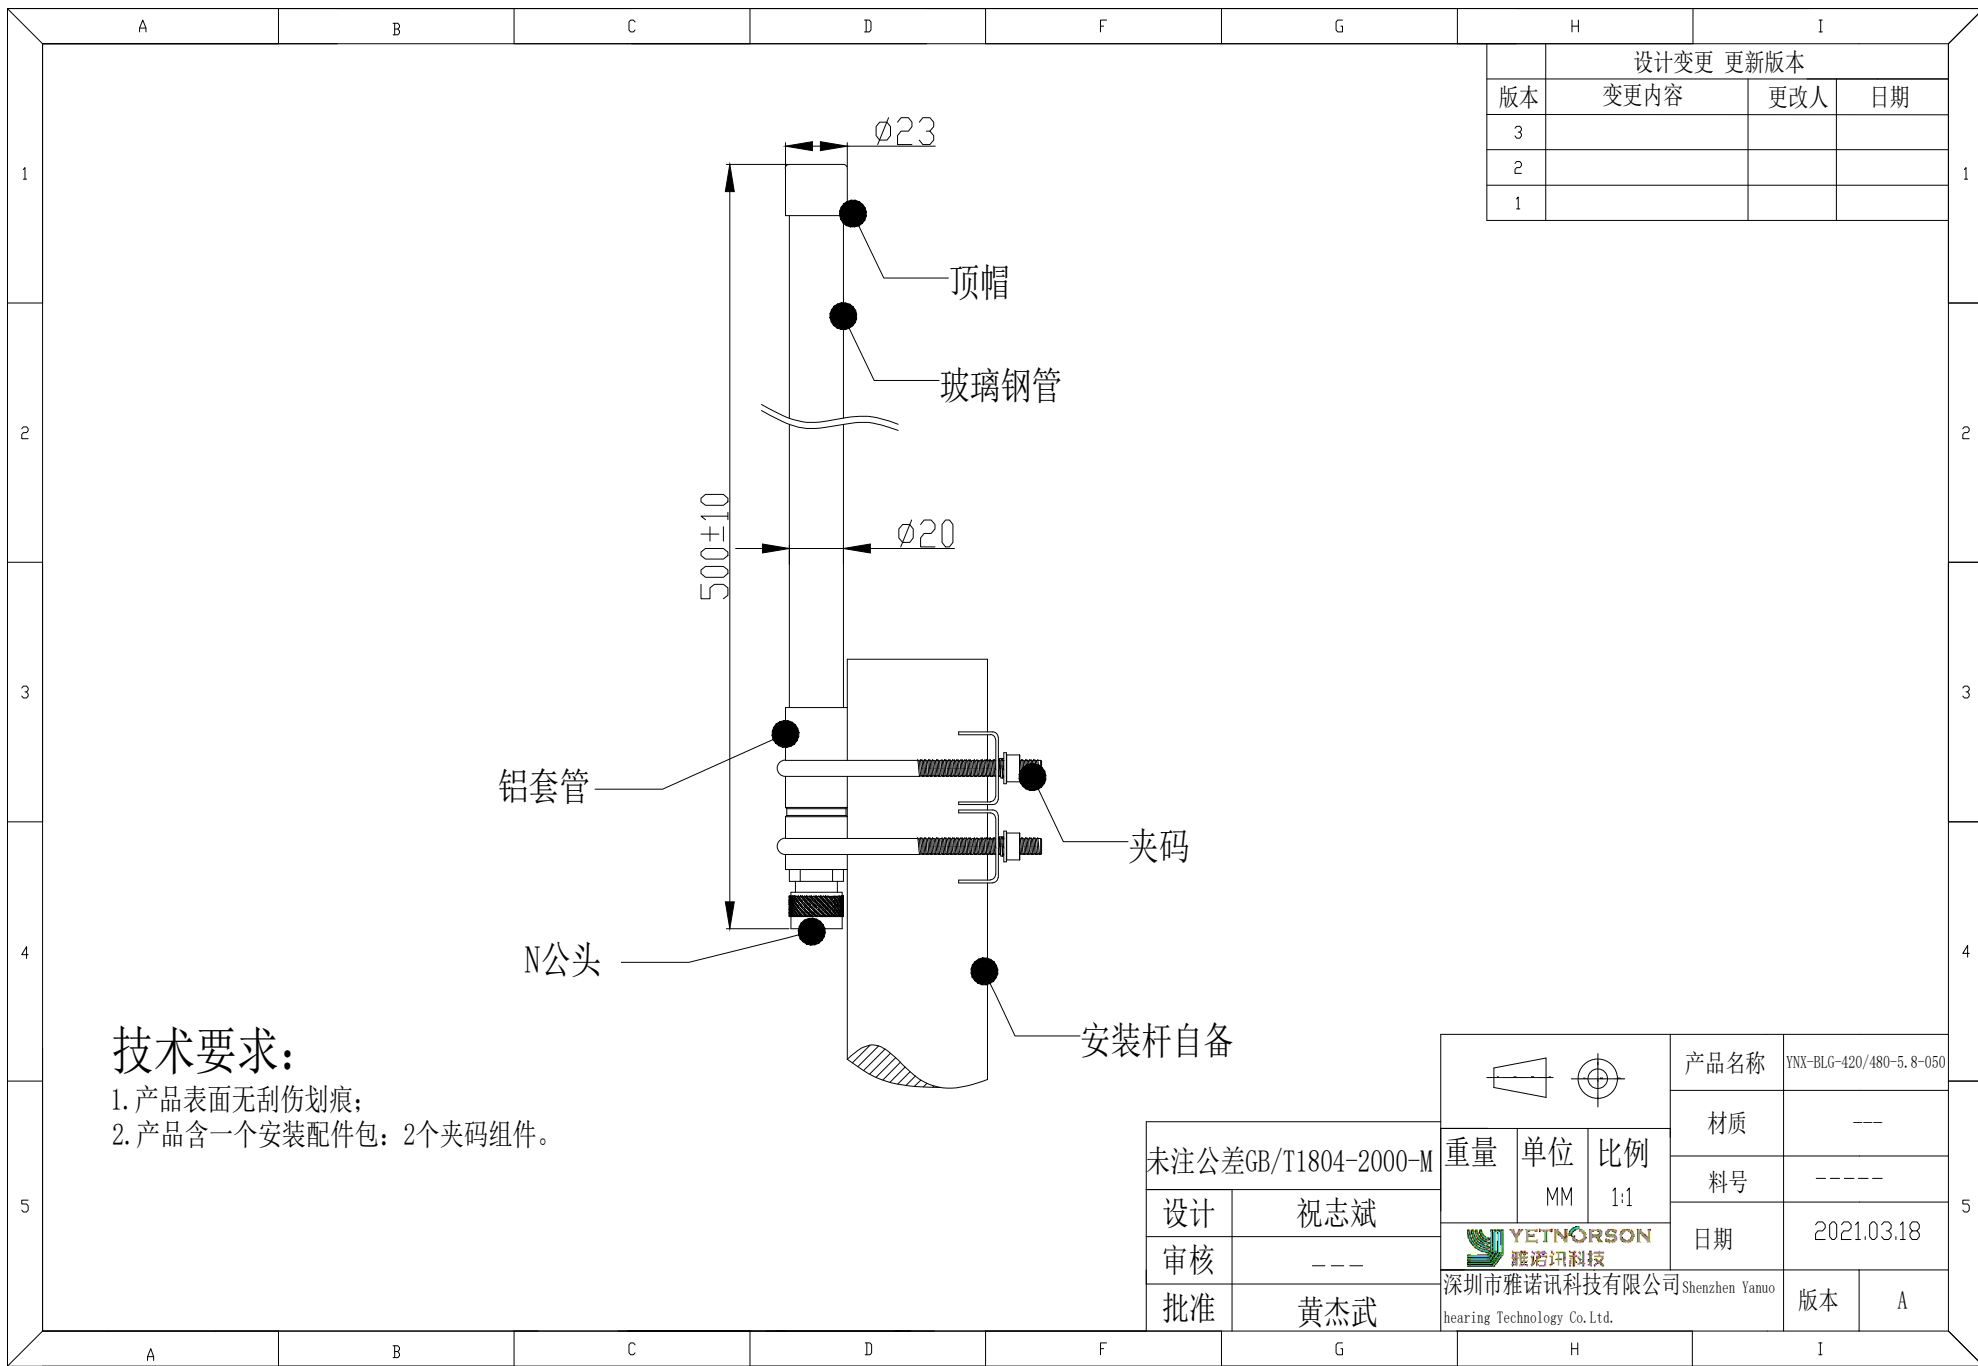 A B C D F G H I
设计变更 更新版本
版本 变更内容 更改人 日期
3
2
1
1 1
2 2
3 3
4 4
5 5
ø23
顶帽
玻璃钢管
500±10
ø20
铝套管
夹码
N公头
安装杆自备
技术要求:
1.产品表面无刮伤划痕;
2.产品含一个安装配件包: 2个夹码组件。
未注公差GB/T1804-2000-M
设计 祝志斌
审核 ---
批准 黄杰武
重量 单位 比例
MM 1:1
YETNORSON
雅诺讯科技
深圳市雅诺讯科技有限公司 Shenzhen Yanuo
hearing Technology Co.Ltd.
产品名称 YNX-BLG-420/480-5.8-050
材质 ---
料号 -----
日期 2021.03.18
版本 A
A B C D F G H I